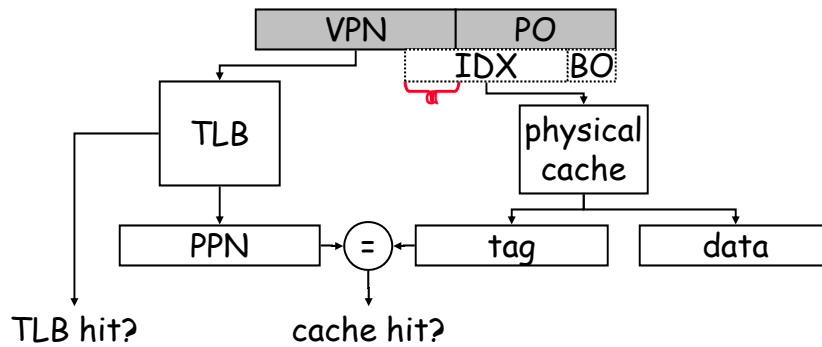 VPN PO
IDX BO
a
TLB
physical
cache
PPN = tag data
TLB hit? cache hit?